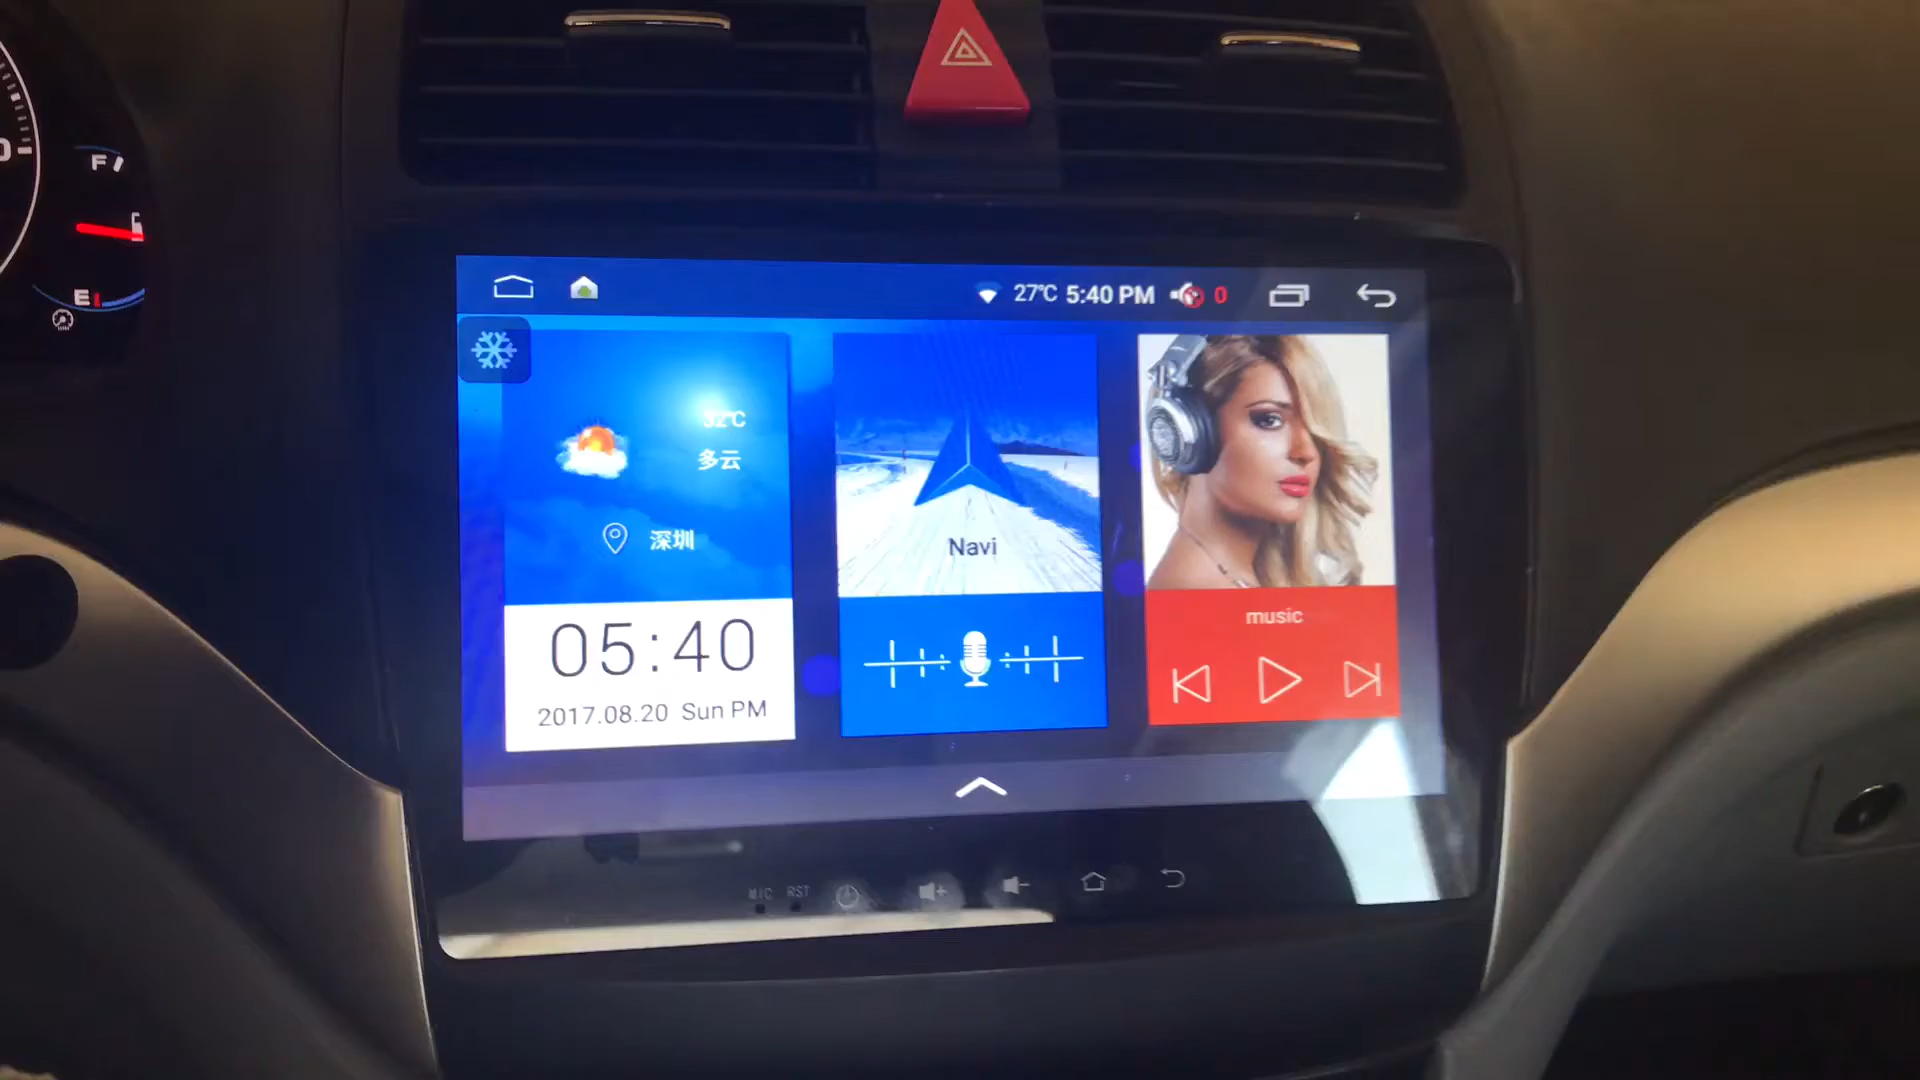 F
E
27℃ 5:40 PM 0
32℃
多云
深圳
05:40
2017.08.20 Sun PM
Navi
music
MIC RST